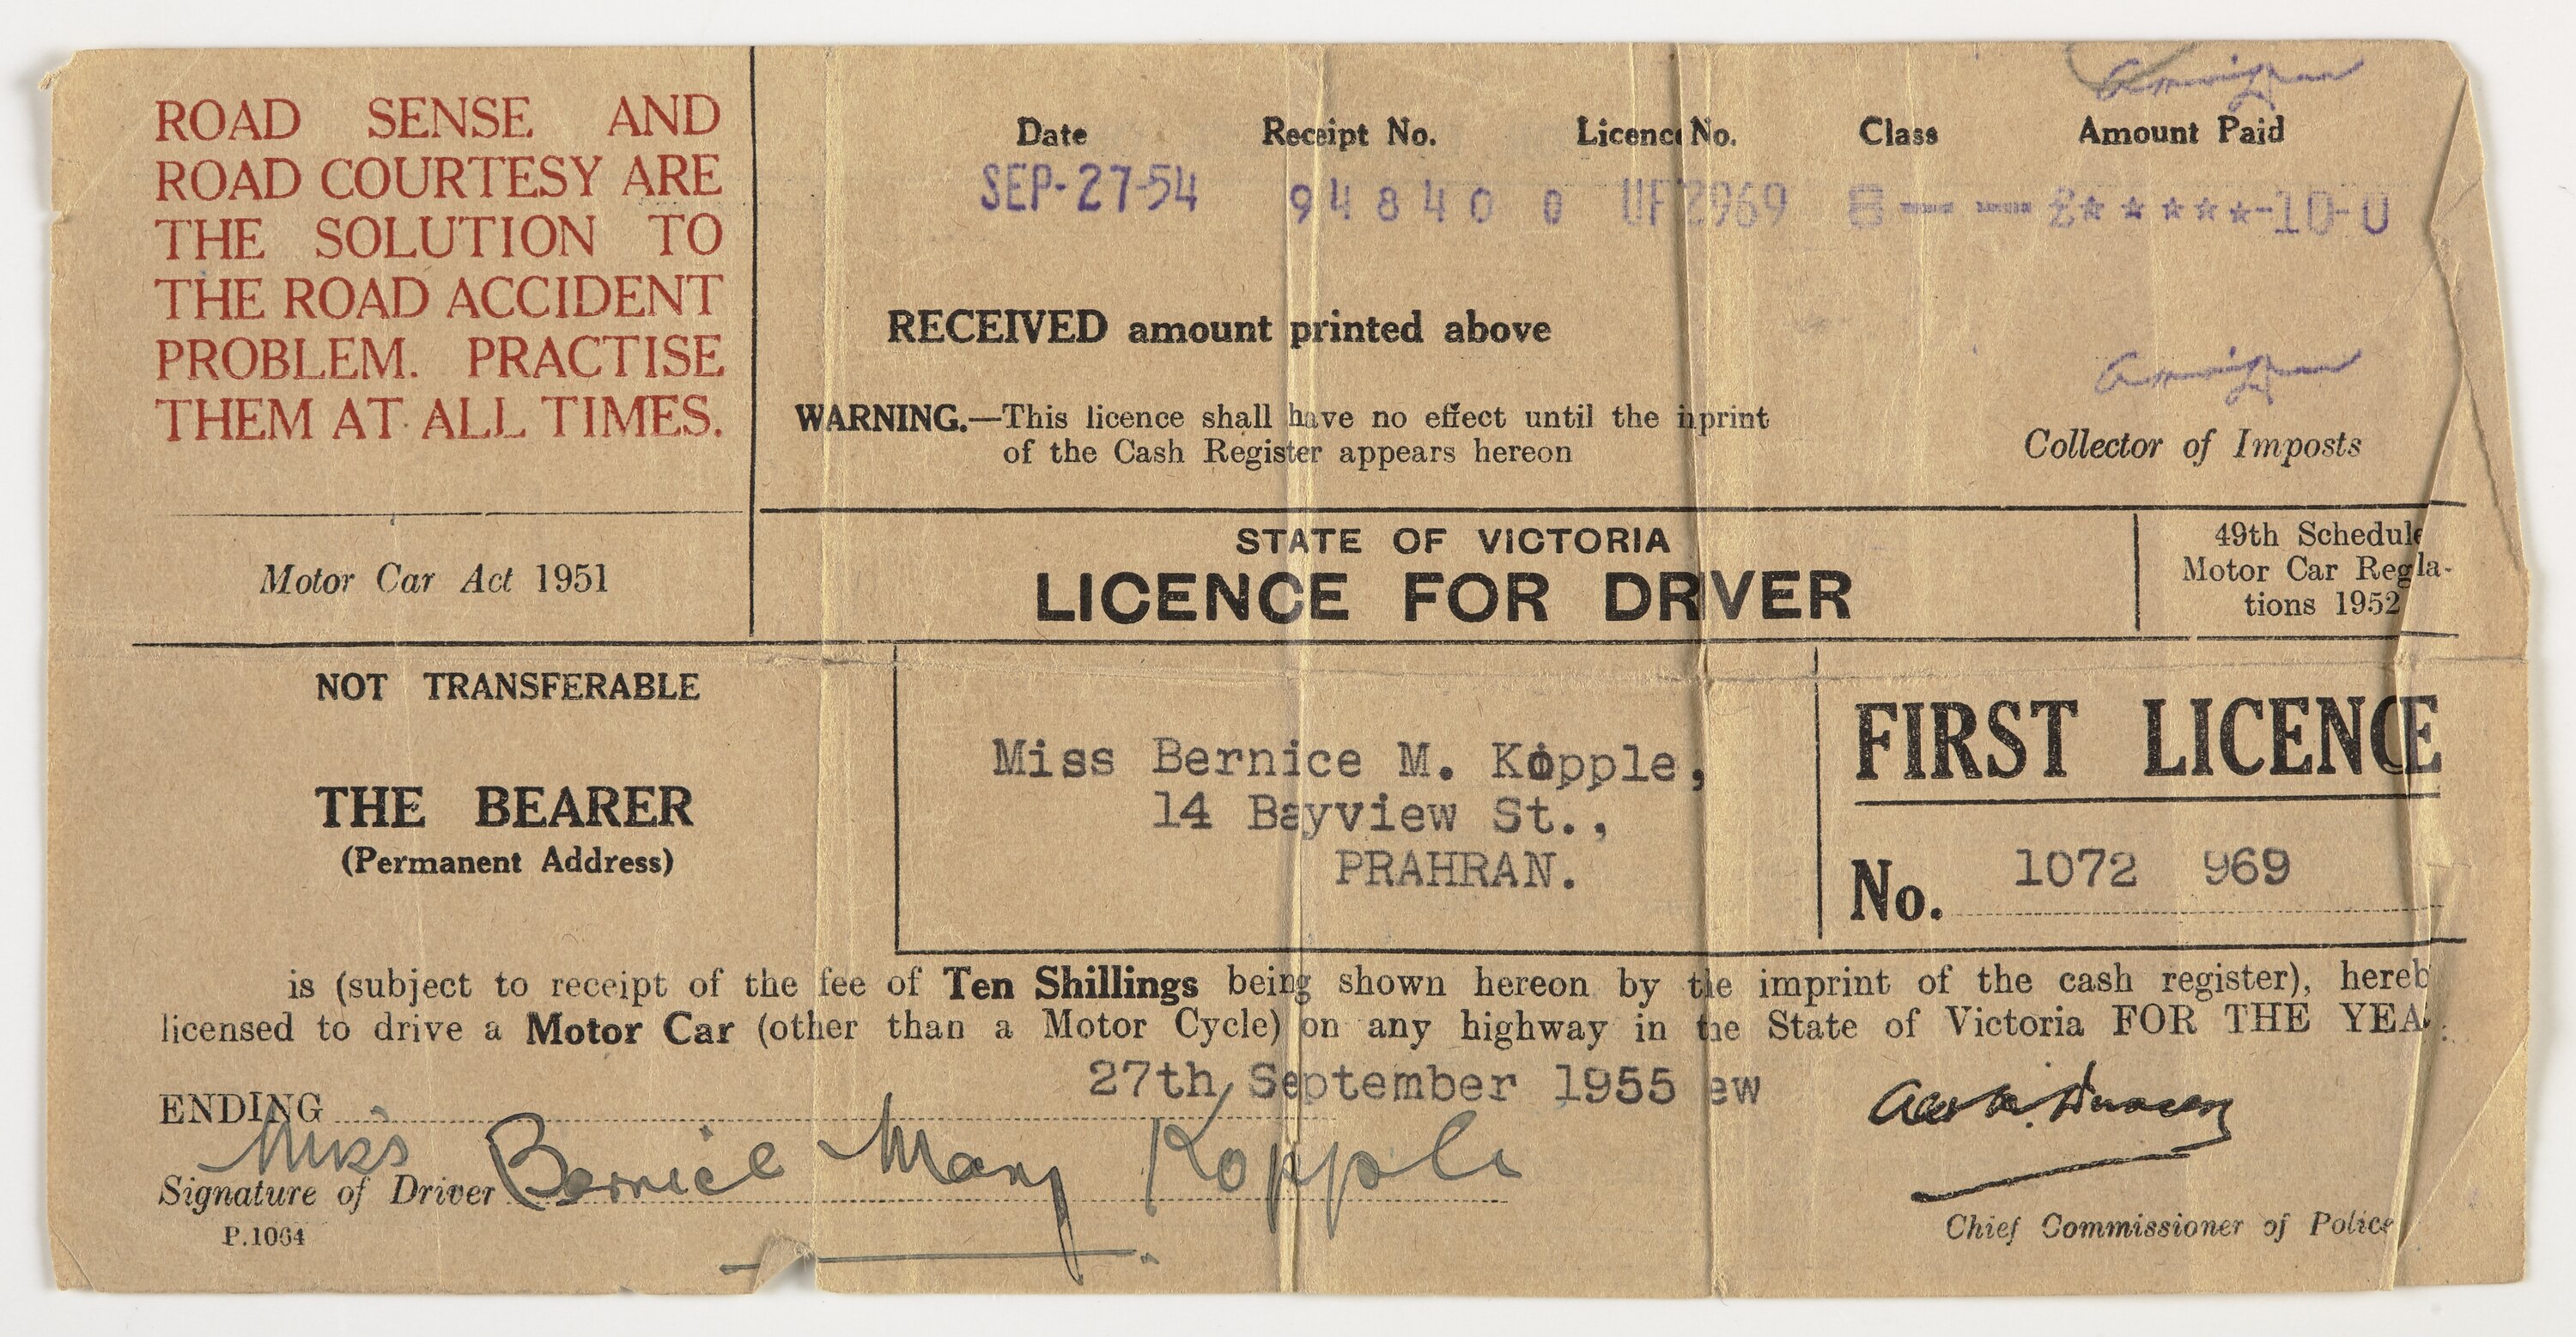 ROAD SENSE AND
ROAD COURTESY ARE
THE SOLUTION TO
THE ROAD ACCIDENT
PROBLEM. PRACTISE
THEM AT ALL TIMES.
Motor Car Act 1951
Date Receipt No. Licence No. Class Amount Paid
SEP-27-54 94840 0 UF2969 £*****-10-0
RECEIVED amount printed above
WARNING.—This licence shall have no effect until the inprint
of the Cash Register appears hereon
Collector of Imposts
STATE OF VICTORIA
LICENCE FOR DRIVER
49th Schedule
Motor Car Regla-
tions 1952
NOT TRANSFERABLE
THE BEARER
(Permanent Address)
Miss Bernice M. Kopple,
14 Bayview St.,
PRAHRAN.
FIRST LICENCE
No. 1072 969
is (subject to receipt of the fee of Ten Shillings being shown hereon by the imprint of the cash register), hereb
licensed to drive a Motor Car (other than a Motor Cycle) on any highway in the State of Victoria FOR THE YEA
ENDING 27th September 1955 ew
Miss
Signature of Driver Bernice Mary Kopple
P.1064
Chief Commissioner of Police